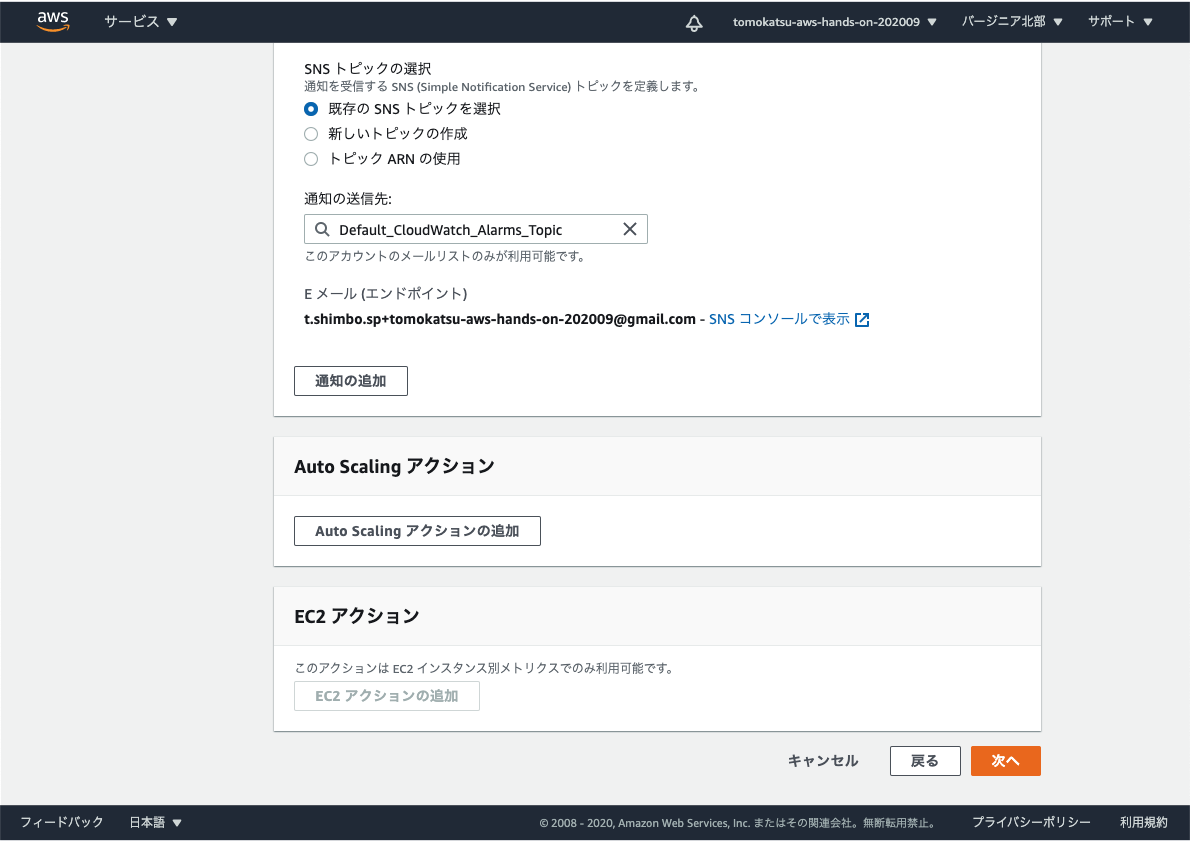 aws サービス ▼ tomokatsu-aws-hands-on-202009 ▼ バージニア北部 ▼ サポート ▼
SNS トピックの選択
通知を受信する SNS (Simple Notification Service) トピックを定義します。
既存の SNS トピックを選択
新しいトピックの作成
トピック ARN の使用
通知の送信先:
Default_CloudWatch_Alarms_Topic
このアカウントのメールリストのみが利用可能です。
E メール (エンドポイント)
t.shimbo.sp+tomokatsu-aws-hands-on-202009@gmail.com - SNS コンソールで表示
通知の追加
Auto Scaling アクション
Auto Scaling アクションの追加
EC2 アクション
このアクションは EC2 インスタンス別メトリクスでのみ利用可能です。
EC2 アクションの追加
キャンセル 戻る 次へ
フィードバック 日本語 ▼ © 2008 - 2020, Amazon Web Services, Inc. またはその関連会社。無断転用禁止。 プライバシーポリシー 利用規約